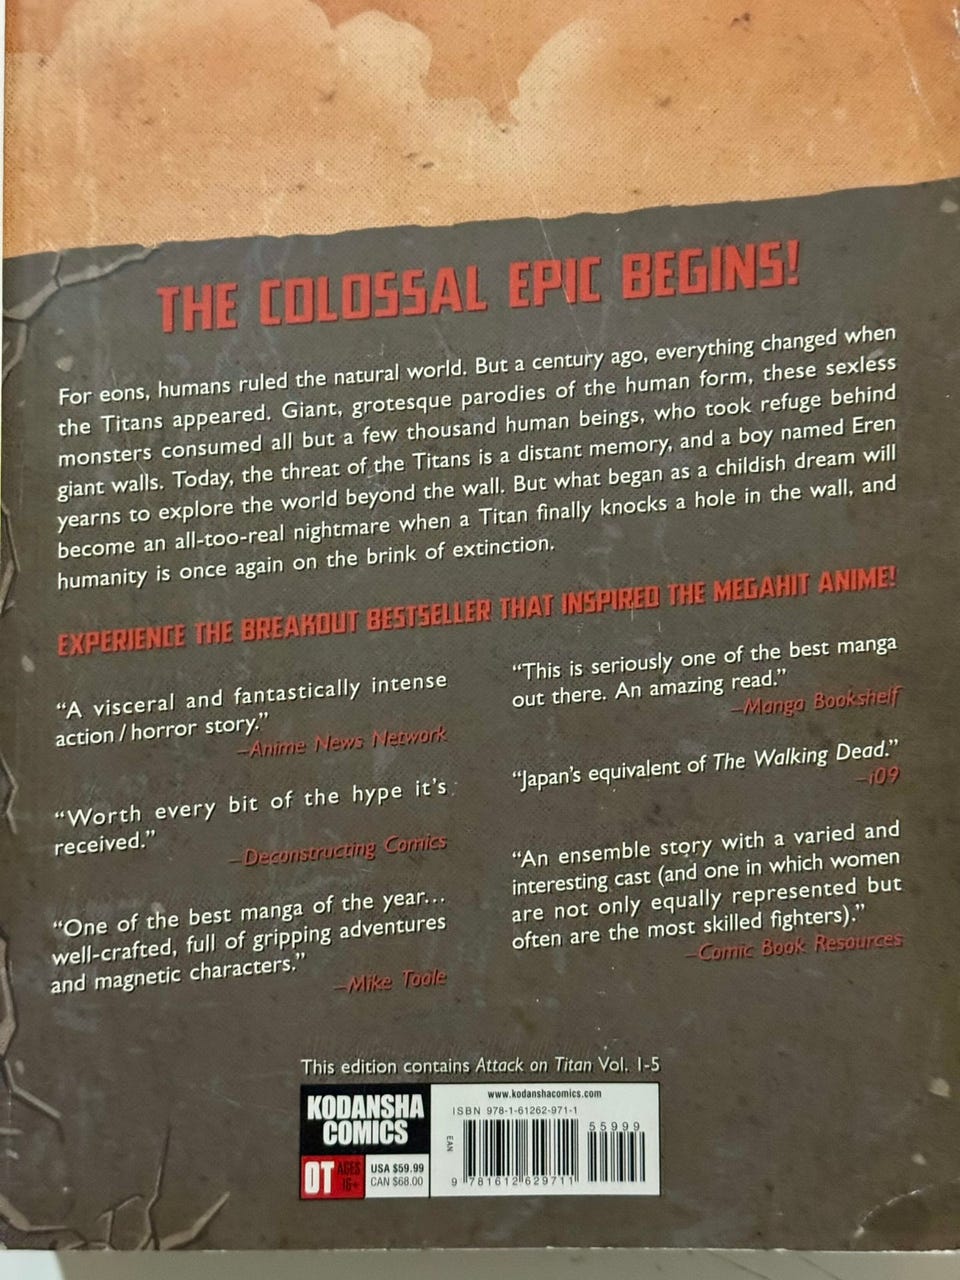 THE COLOSSAL EPIC BEGINS!
For eons, humans ruled the natural world. But a century ago, everything changed when
the Titans appeared. Giant, grotesque parodies of the human form, these sexless
monsters consumed all but a few thousand human beings, who took refuge behind
giant walls. Today, the threat of the Titans is a distant memory, and a boy named Eren
yearns to explore the world beyond the wall. But what began as a childish dream will
become an all-too-real nightmare when a Titan finally knocks a hole in the wall, and
humanity is once again on the brink of extinction.
EXPERIENCE THE BREAKOUT BESTSELLER THAT INSPIRED THE MEGAHIT ANIME!
“A visceral and fantastically intense
action / horror story.”
–Anime News Network
“Worth every bit of the hype it’s
received.”
–Deconstructing Comics
“One of the best manga of the year…
well-crafted, full of gripping adventures
and magnetic characters.”
–Mike Toole
“This is seriously one of the best manga
out there. An amazing read.”
–Manga Bookshelf
“Japan’s equivalent of The Walking Dead.”
–i09
“An ensemble story with a varied and
interesting cast (and one in which women
are not only equally represented but
often are the most skilled fighters).”
–Comic Book Resources
This edition contains Attack on Titan Vol. 1-5
KODANSHA
COMICS
OT AGES
16+
USA $59.99
CAN $68.00
www.kodanshacomics.com
ISBN 978-1-61262-971-1
55999
EAN
9 781612 629711